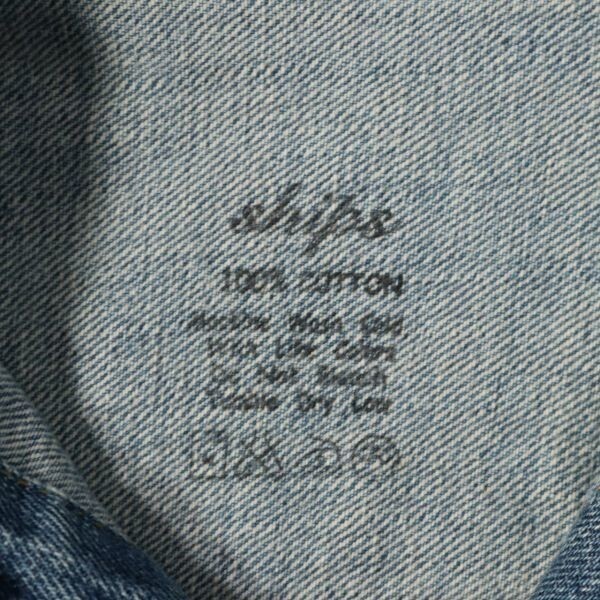 ships
100% COTTON
Machine Wash Cold
With Like Colors
Do Not Bleach
Tumble Dry Low